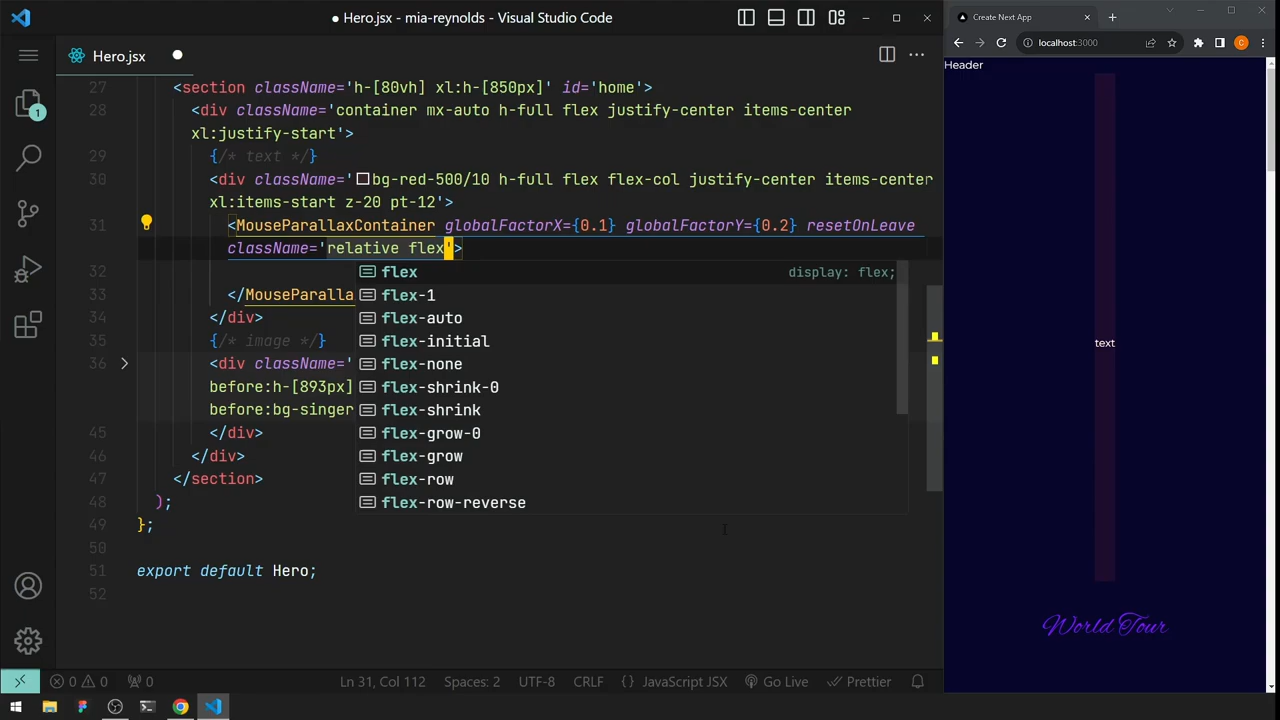 ● Hero.jsx - mia-reynolds - Visual Studio Code
Hero.jsx
27 <section className='h-[80vh] xl:h-[850px]' id='home'>
28 <div className='container mx-auto h-full flex justify-center items-center
xl:justify-start'>
29 {/* text */}
30 <div className='bg-red-500/10 h-full flex flex-col justify-center items-center
xl:items-start z-20 pt-12'>
31 <MouseParallaxContainer globalFactorX={0.1} globalFactorY={0.2} resetOnLeave
className='relative flex'>
32
33 </MouseParalla
34 </div>
35 {/* image */}
36 <div className='
before:h-[893px]
before:bg-singer
45 </div>
46 </div>
47 </section>
48 );
49 };
50
51 export default Hero;
52
flex display: flex;
flex-1
flex-auto
flex-initial
flex-none
flex-shrink-0
flex-shrink
flex-grow-0
flex-grow
flex-row
flex-row-reverse
1
0 0 0 Ln 31, Col 112 Spaces: 2 UTF-8 CRLF {} JavaScript JSX Go Live Prettier
Create Next App
localhost:3000
C
Header
text
World Tour